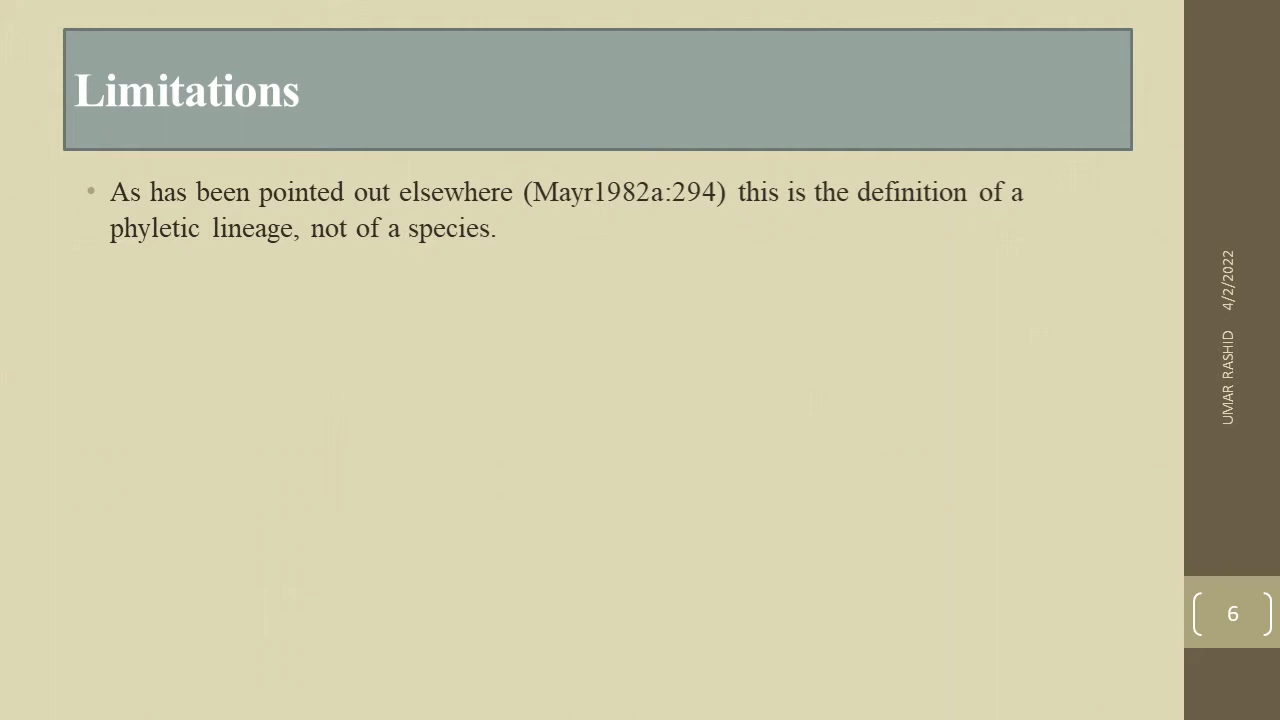 Limitations
• As has been pointed out elsewhere (Mayr1982a:294) this is the definition of a
phyletic lineage, not of a species.
UMAR RASHID 4/2/2022
6